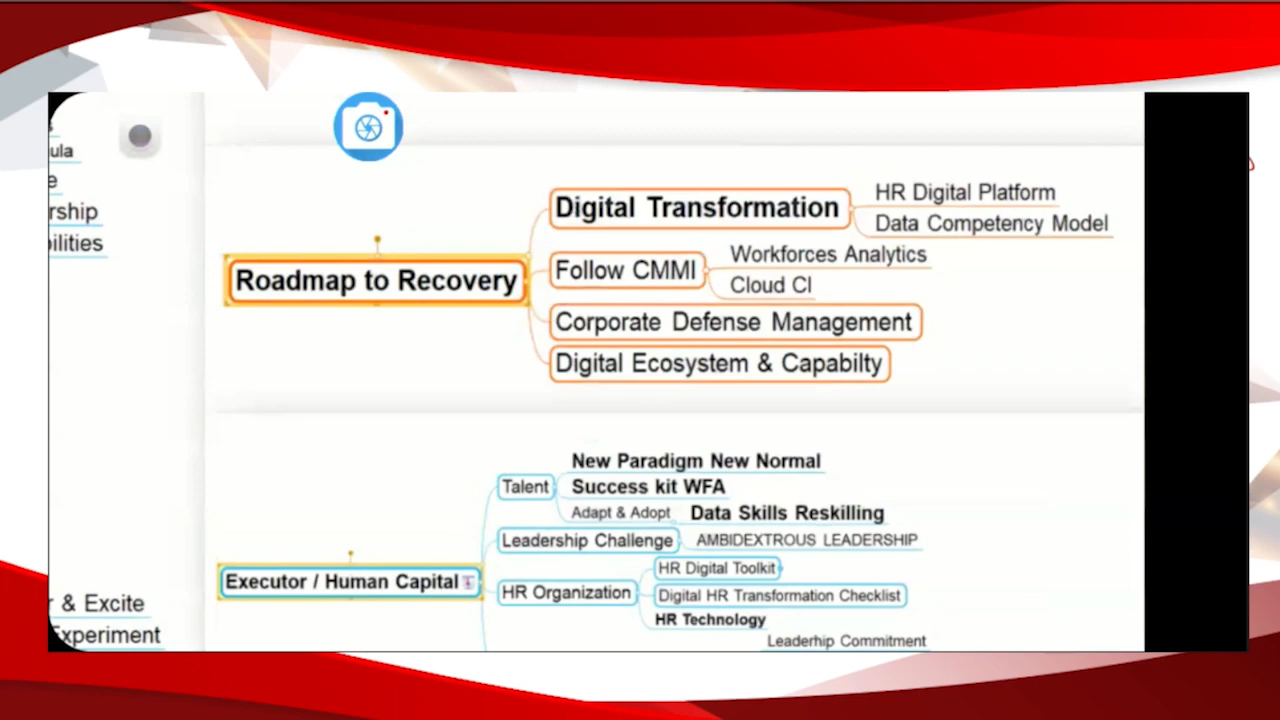 ula
e
rship
ilities
Roadmap to Recovery
Digital Transformation
HR Digital Platform
Data Competency Model
Follow CMMI
Workforces Analytics
Cloud CI
Corporate Defense Management
Digital Ecosystem & Capabilty
Executor / Human Capital
Talent
New Paradigm New Normal
Success kit WFA
Adapt & Adopt
Data Skills Reskilling
Leadership Challenge
AMBIDEXTROUS LEADERSHIP
HR Organization
HR Digital Toolkit
Digital HR Transformation Checklist
HR Technology
Leaderhip Commitment
r & Excite
Experiment